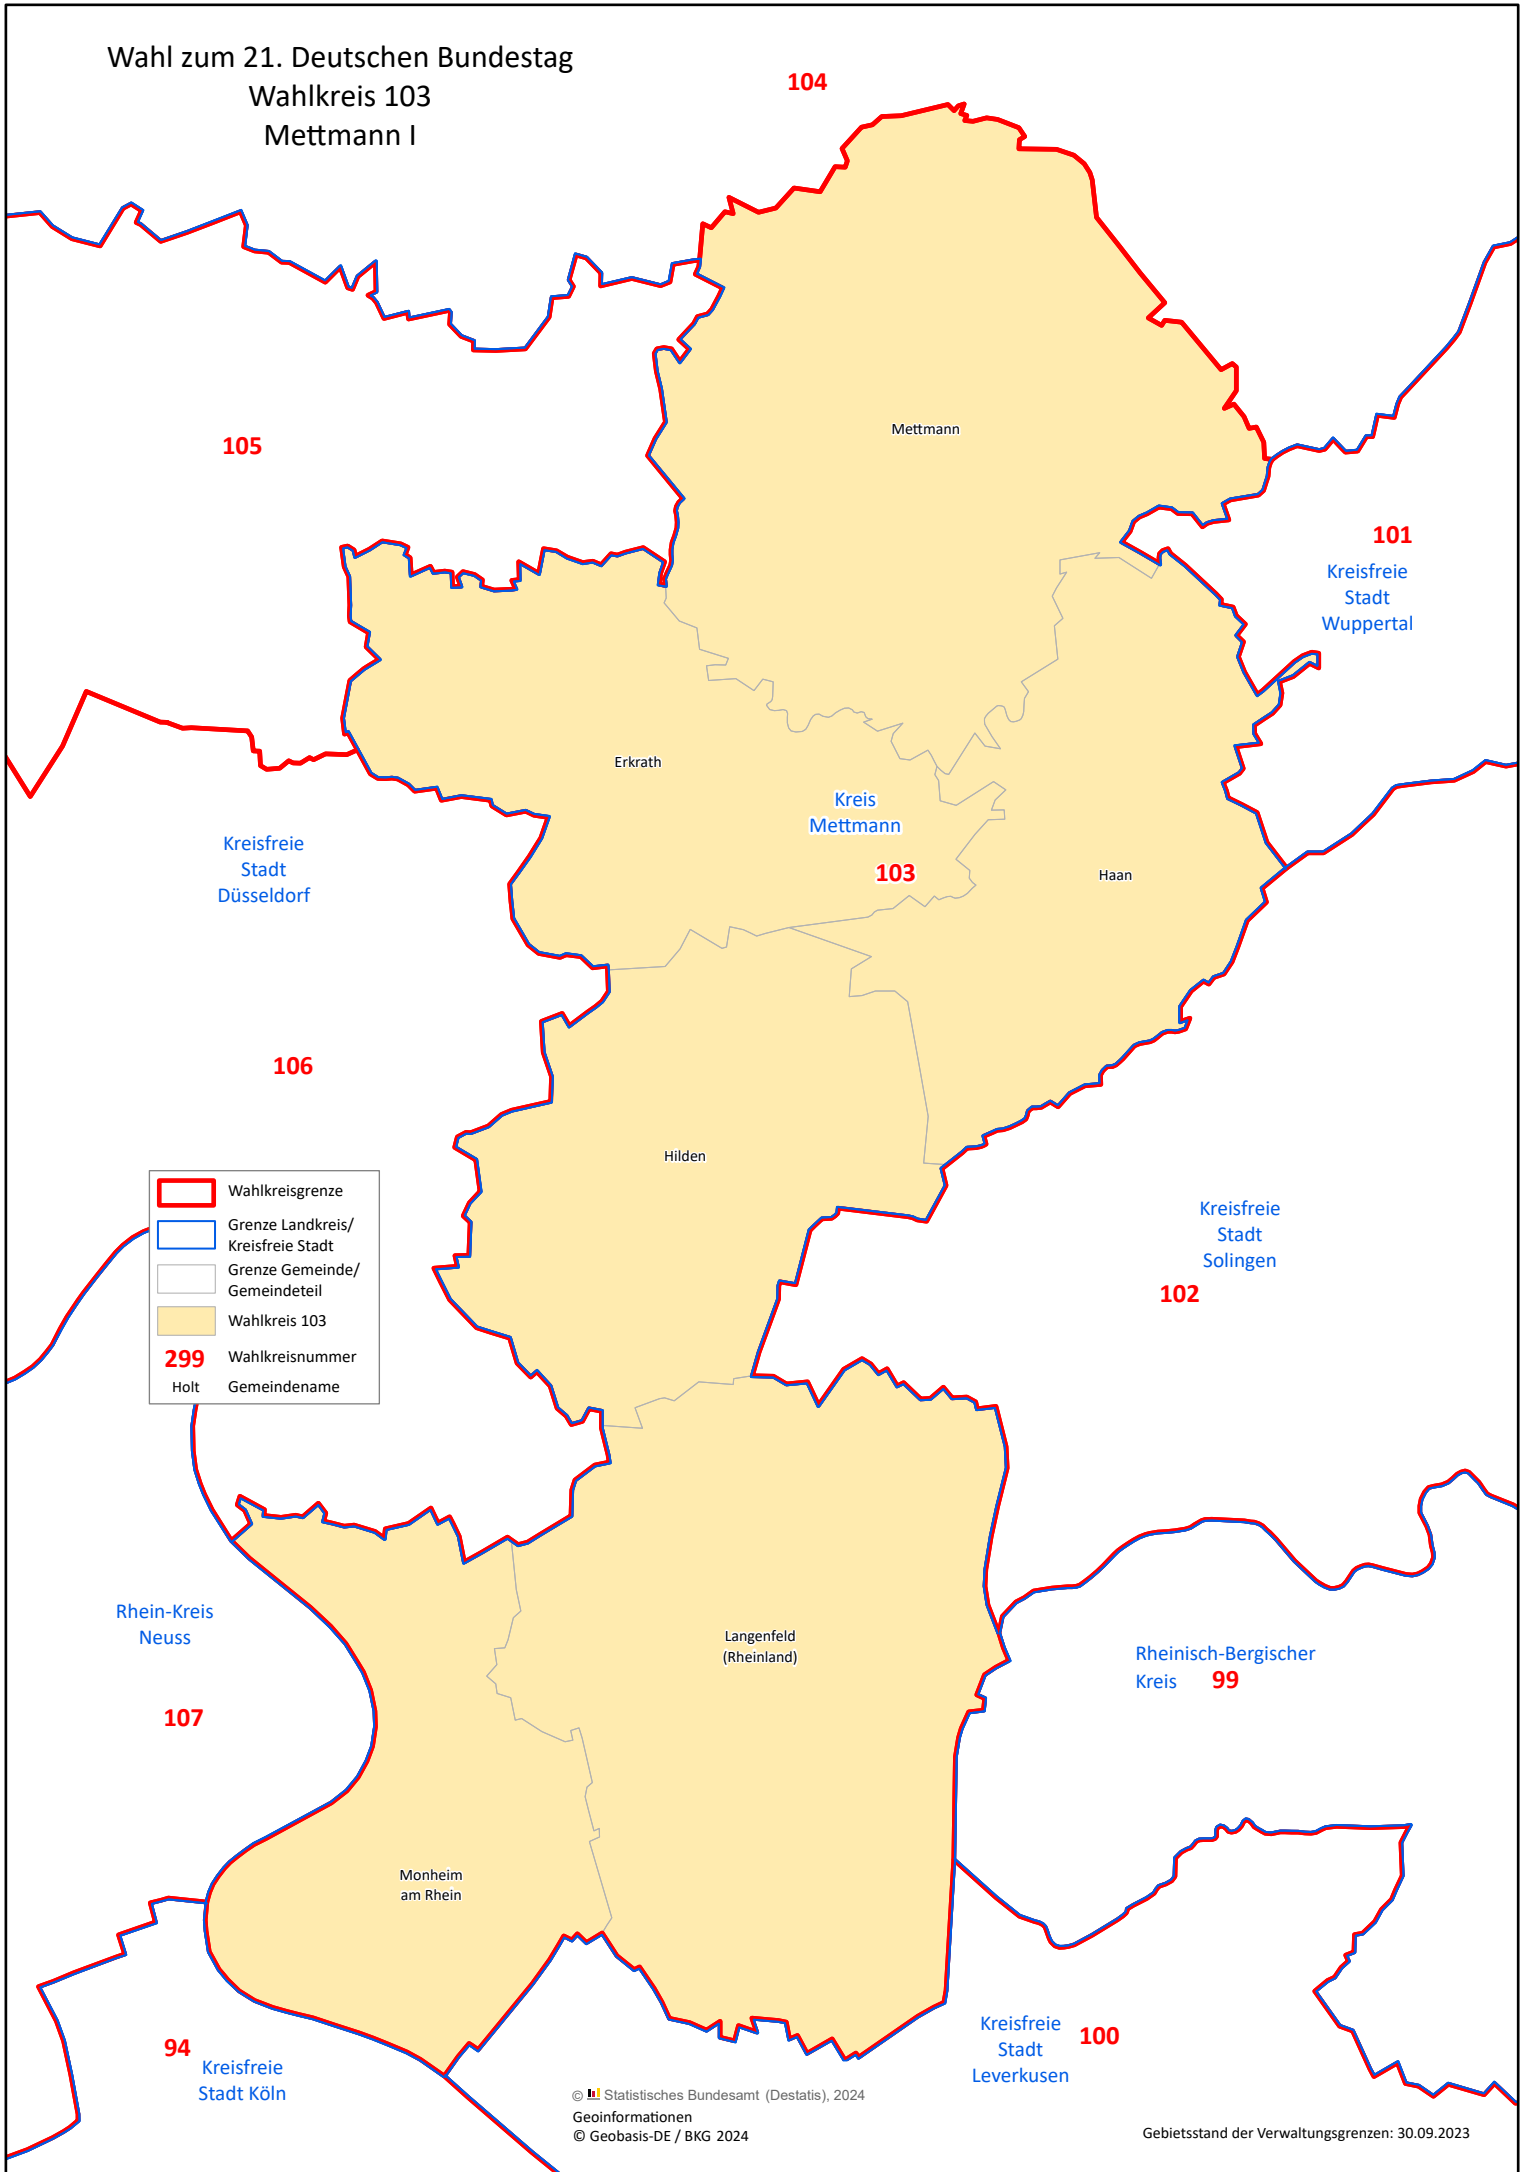 Wahl zum 21. Deutschen Bundestag
Wahlkreis 103
Mettmann I
104
105
Mettmann
101
Kreisfreie
Stadt
Wuppertal
Erkrath
Kreis
Mettmann
103
Haan
Kreisfreie
Stadt
Düsseldorf
106
Hilden
Kreisfreie
Stadt
Solingen
102
Wahlkreisgrenze
Grenze Landkreis/
Kreisfreie Stadt
Grenze Gemeinde/
Gemeindeteil
Wahlkreis 103
299 Wahlkreisnummer
Holt Gemeindename
Rhein-Kreis
Neuss
107
Langenfeld
(Rheinland)
Rheinisch-Bergischer
Kreis 99
Monheim
am Rhein
94
Kreisfreie
Stadt Köln
Kreisfreie
Stadt
Leverkusen
100
© Statistisches Bundesamt (Destatis), 2024
Geoinformationen
© Geobasis-DE / BKG 2024
Gebietsstand der Verwaltungsgrenzen: 30.09.2023